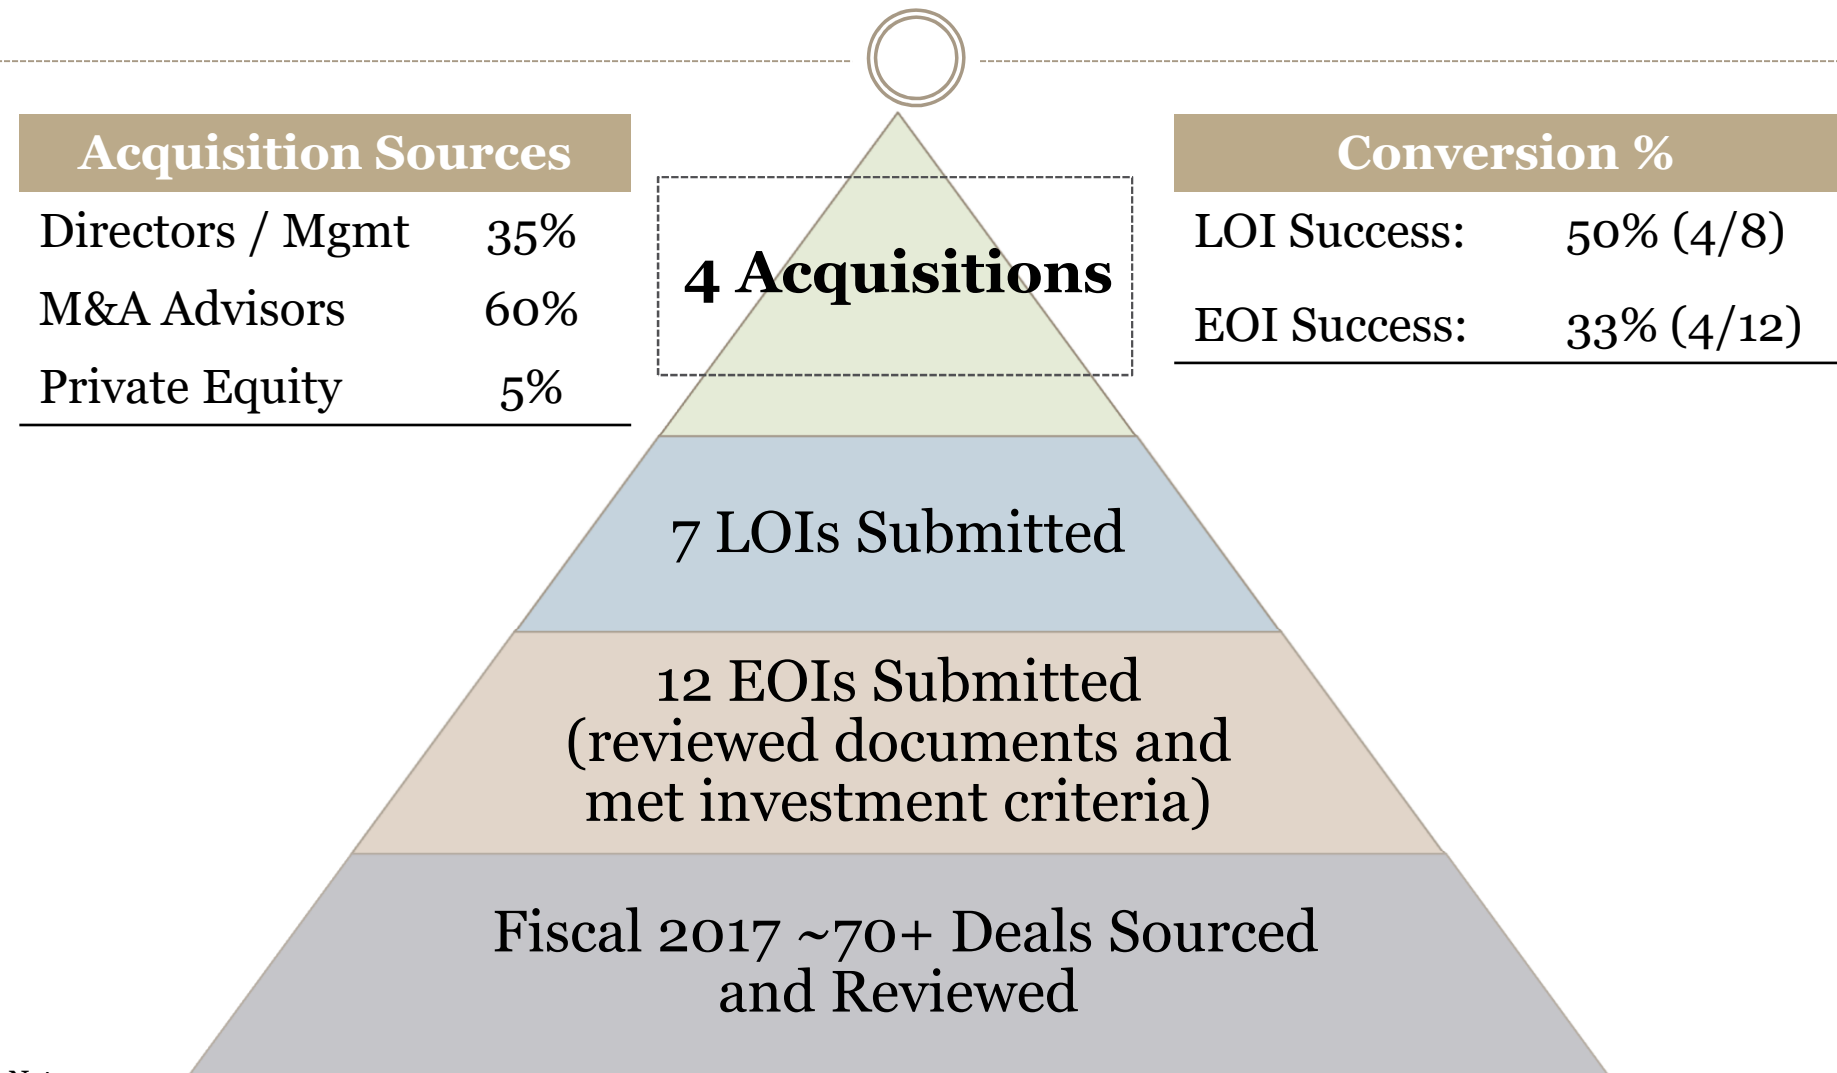 Acquisition Sources
Directors / Mgmt 35%
M&A Advisors 60%
Private Equity 5%
Conversion %
LOI Success: 50% (4/8)
EOI Success: 33% (4/12)
4 Acquisitions
7 LOIs Submitted
12 EOIs Submitted
(reviewed documents and
met investment criteria)
Fiscal 2017 ~70+ Deals Sourced
and Reviewed